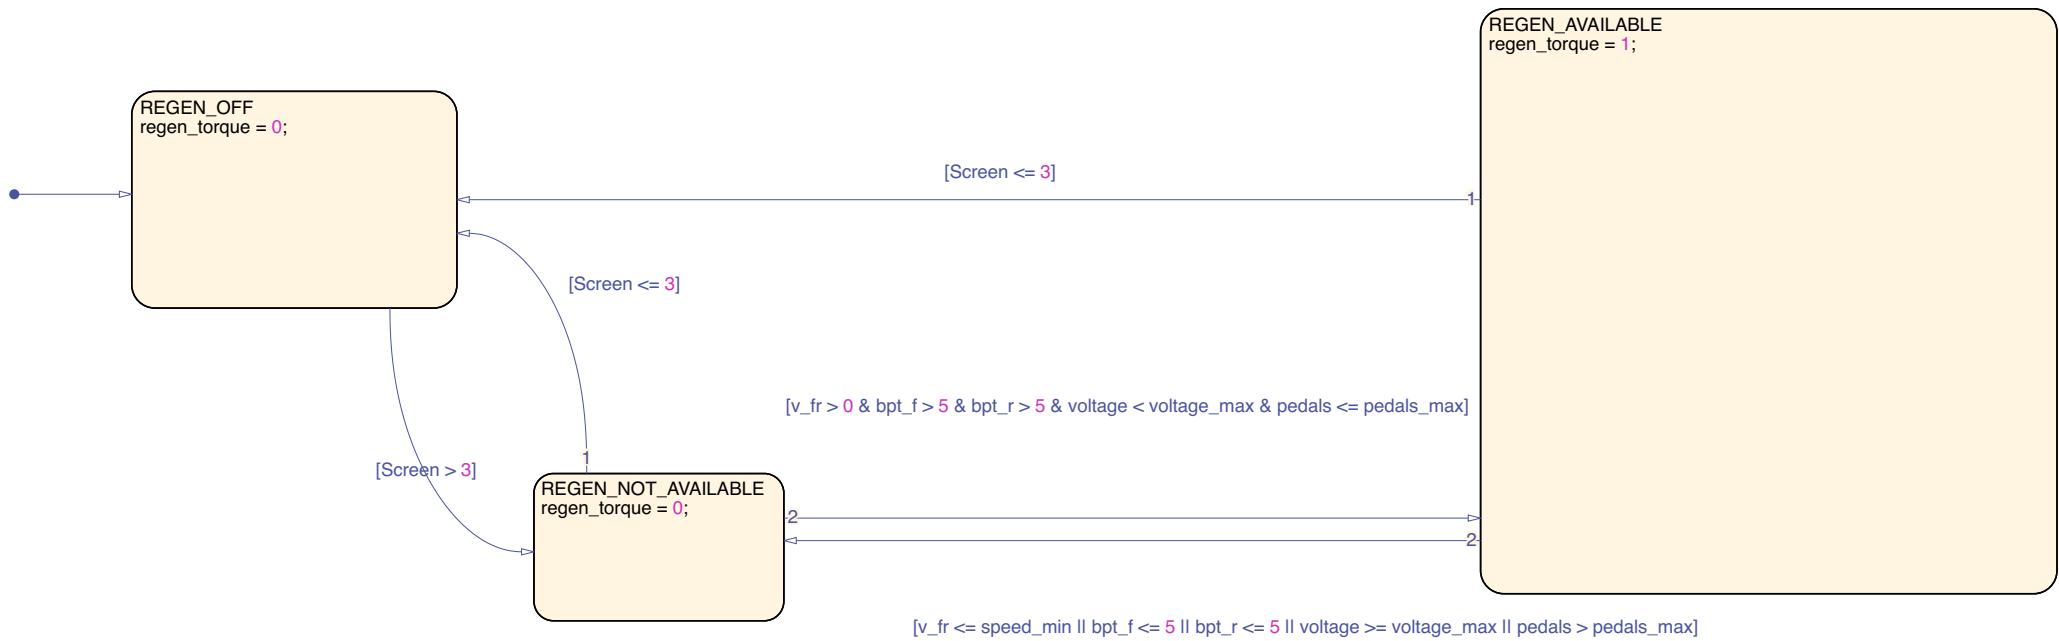 REGEN_AVAILABLE
regen_torque = 1;
REGEN_OFF
regen_torque = 0;
[Screen <= 3]
1
[Screen <= 3]
[v_fr > 0 & bpt_f > 5 & bpt_r > 5 & voltage < voltage_max & pedals <= pedals_max]
1
[Screen > 3]
REGEN_NOT_AVAILABLE
regen_torque = 0;
2
2
[v_fr <= speed_min || bpt_f <= 5 || bpt_r <= 5 || voltage >= voltage_max || pedals > pedals_max]